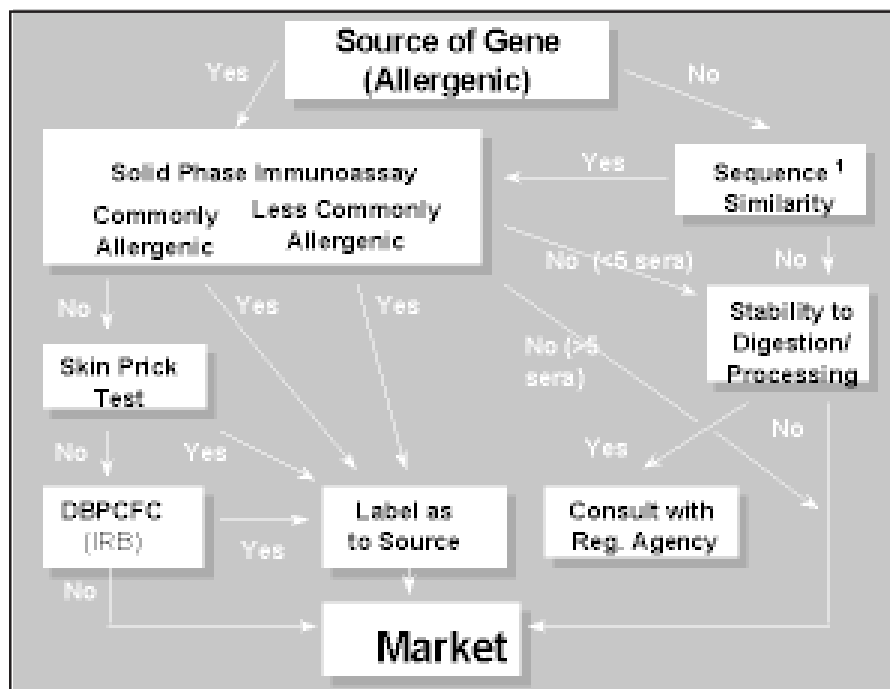 Source of Gene
(Allergenic)
Yes
No
Solid Phase Immunoassay
Commonly
Allergenic
Less Commonly
Allergenic
Yes
Sequence 1
Similarity
No (<5 sera)
No
No
Yes
Yes
Stability to
Digestion/
Processing
No (>5
sera)
Skin Prick
Test
No
Yes
Yes
No
DBPCFC
(IRB)
Yes
Label as
to Source
Consult with
Reg. Agency
No
Market